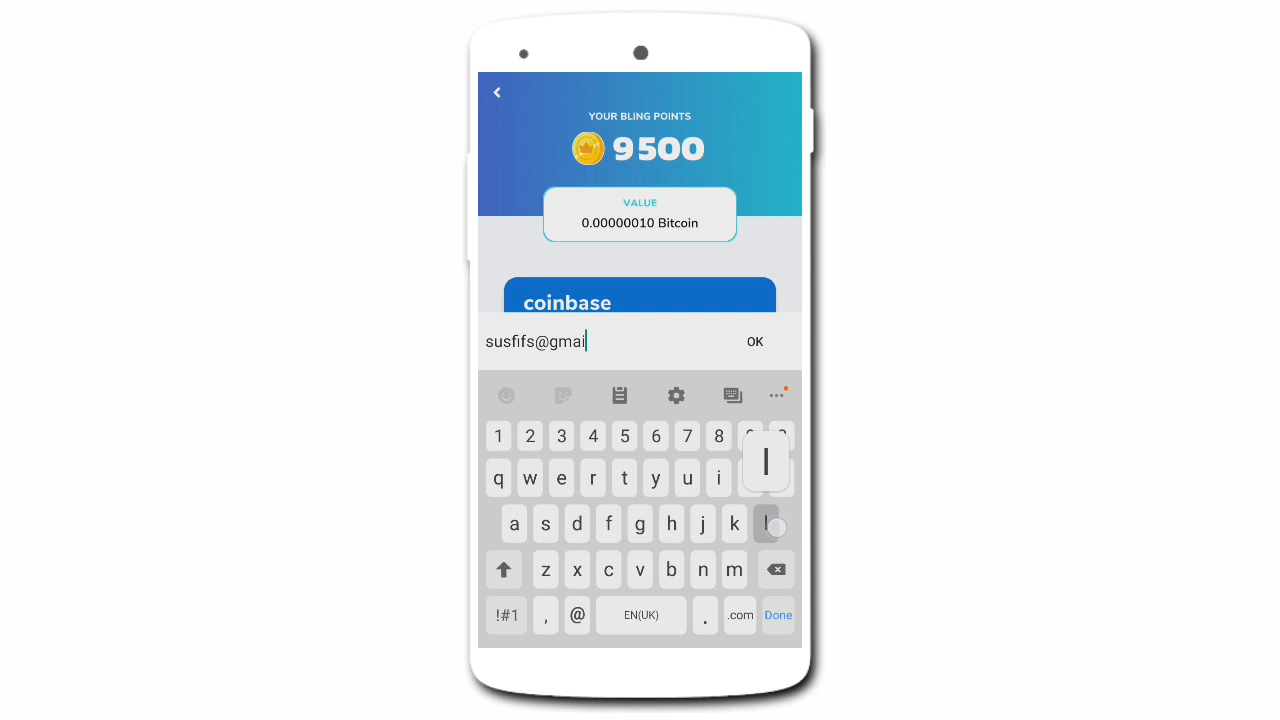 YOUR BLING POINTS
9500
VALUE
0.00000010 Bitcoin
coinbase
susfifs@gmai
OK
1 2 3 4 5 6 7 8
q w e r t y u i
l
a s d f g h j k l
z x c v b n m
!#1 , @ EN(UK) . .com Done